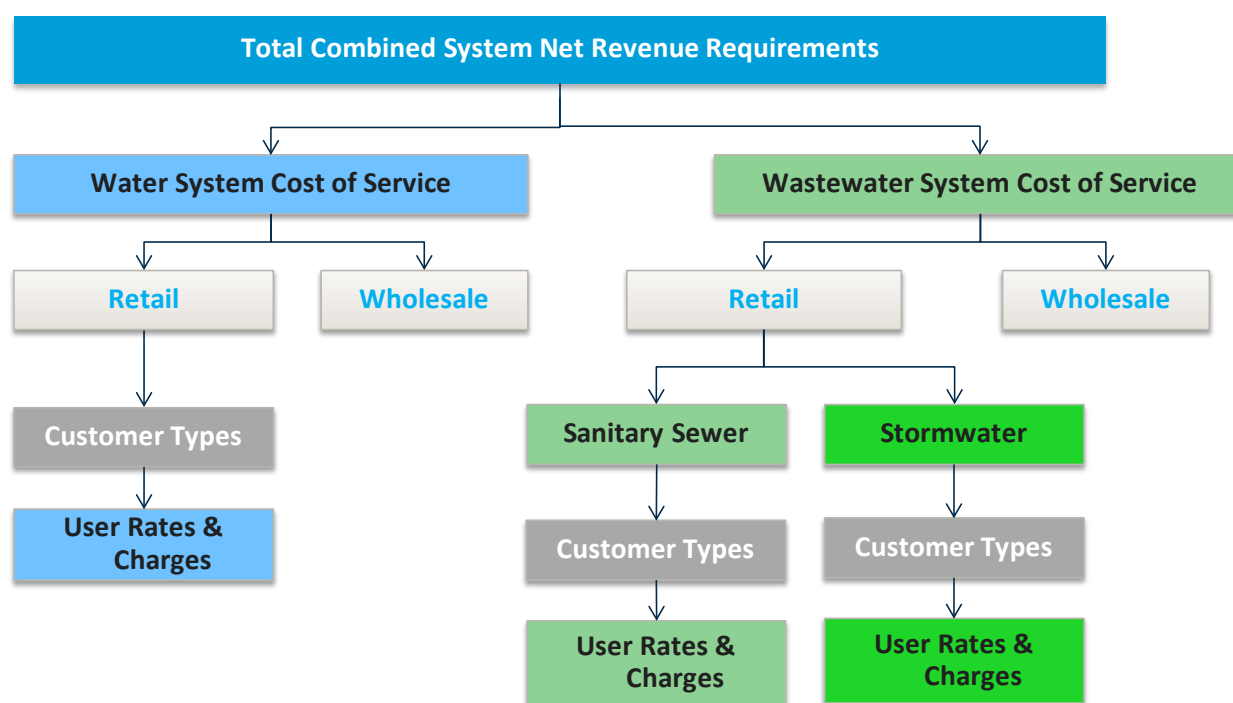 Total Combined System Net Revenue Requirements
Water System Cost of Service
Wastewater System Cost of Service
Retail
Wholesale
Retail
Wholesale
Customer Types
Sanitary Sewer
Stormwater
User Rates &
Charges
Customer Types
Customer Types
User Rates &
Charges
User Rates &
Charges